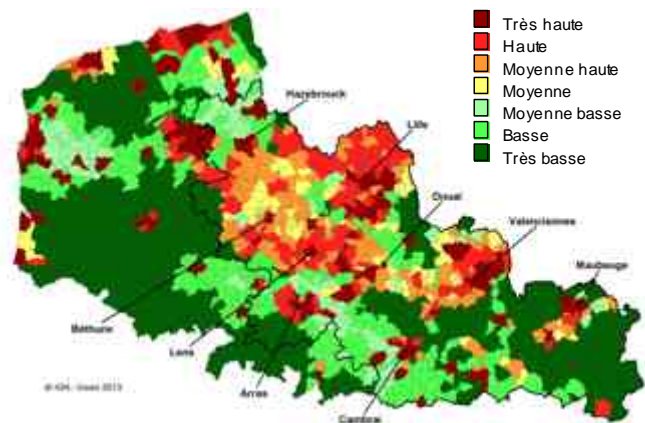 Très haute
Haute
Moyenne haute
Moyenne
Moyenne basse
Basse
Très basse
Hazebrouck
Lille
Douai
Valenciennes
Maubeuge
Béthune
Lens
Arras
Cambrai